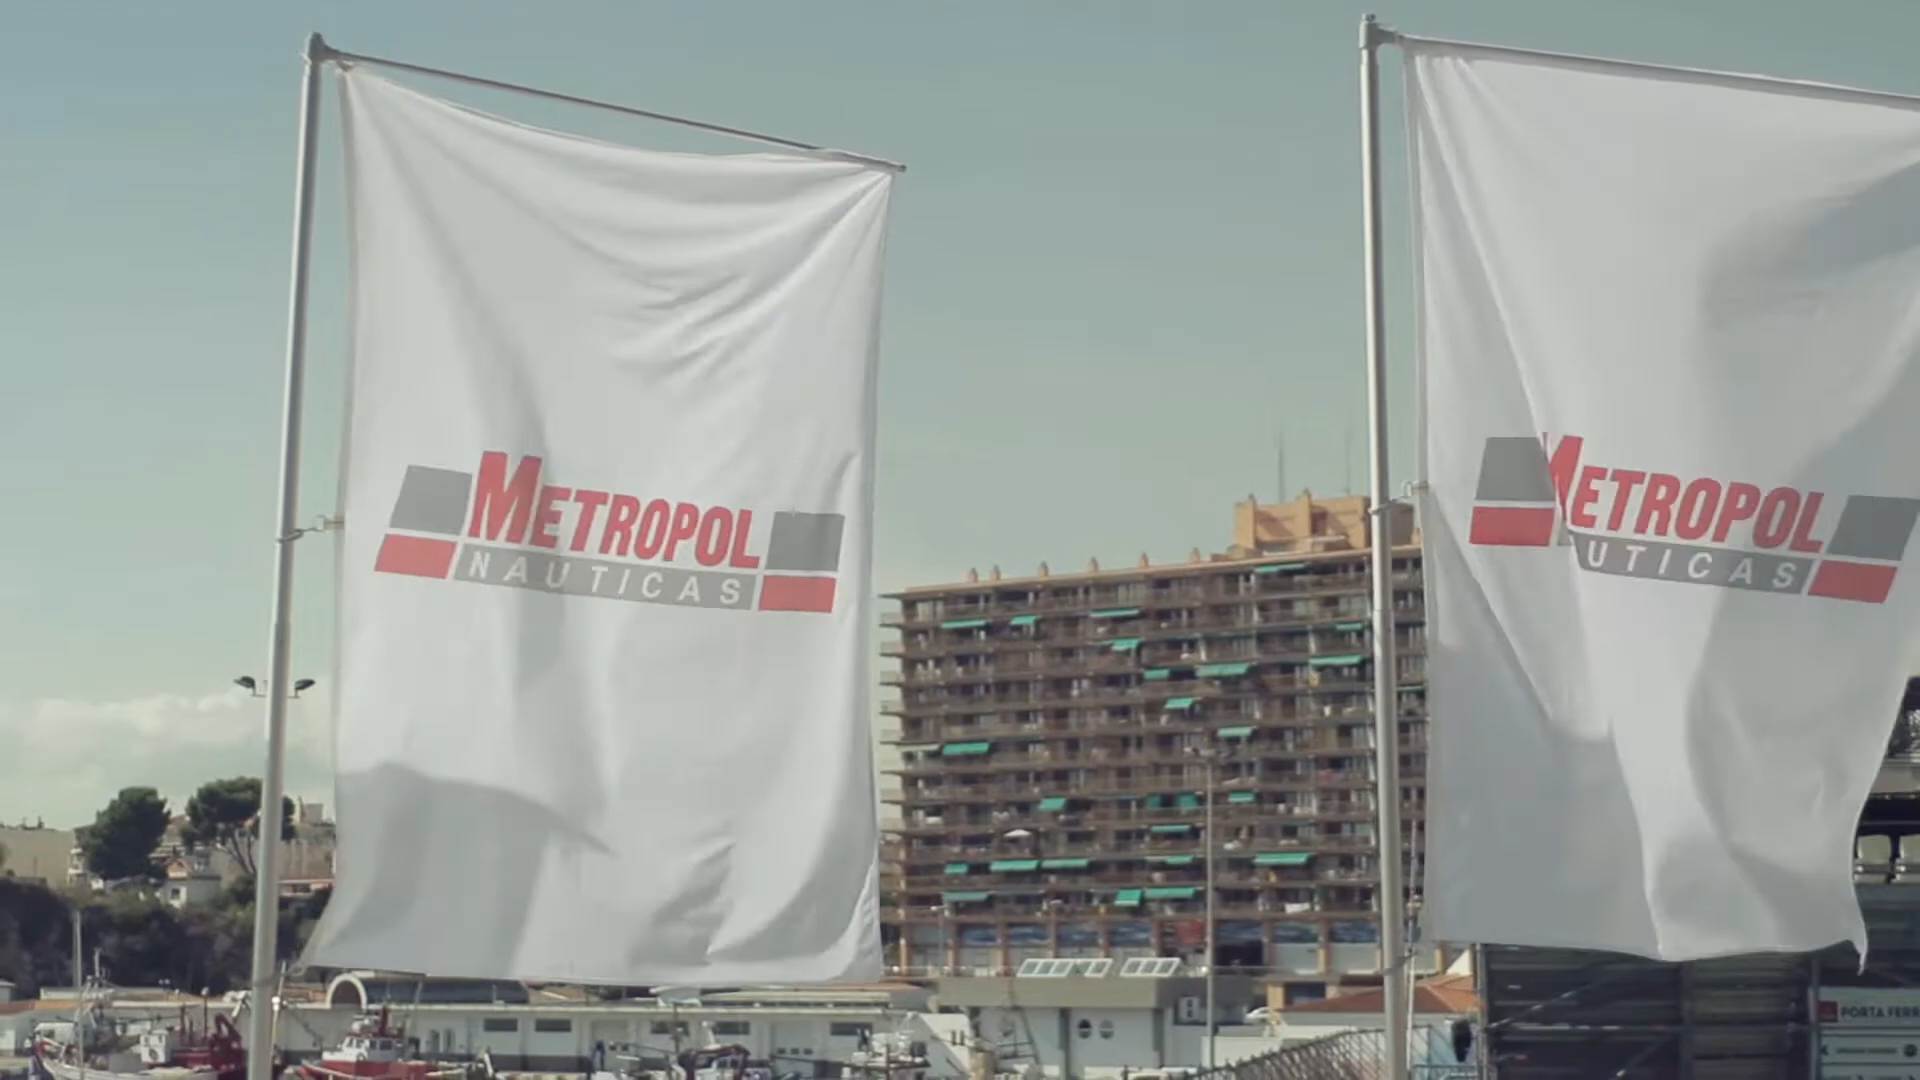 METROPOL
NAUTICAS
METROPOL
UTICAS
PORTA FERR